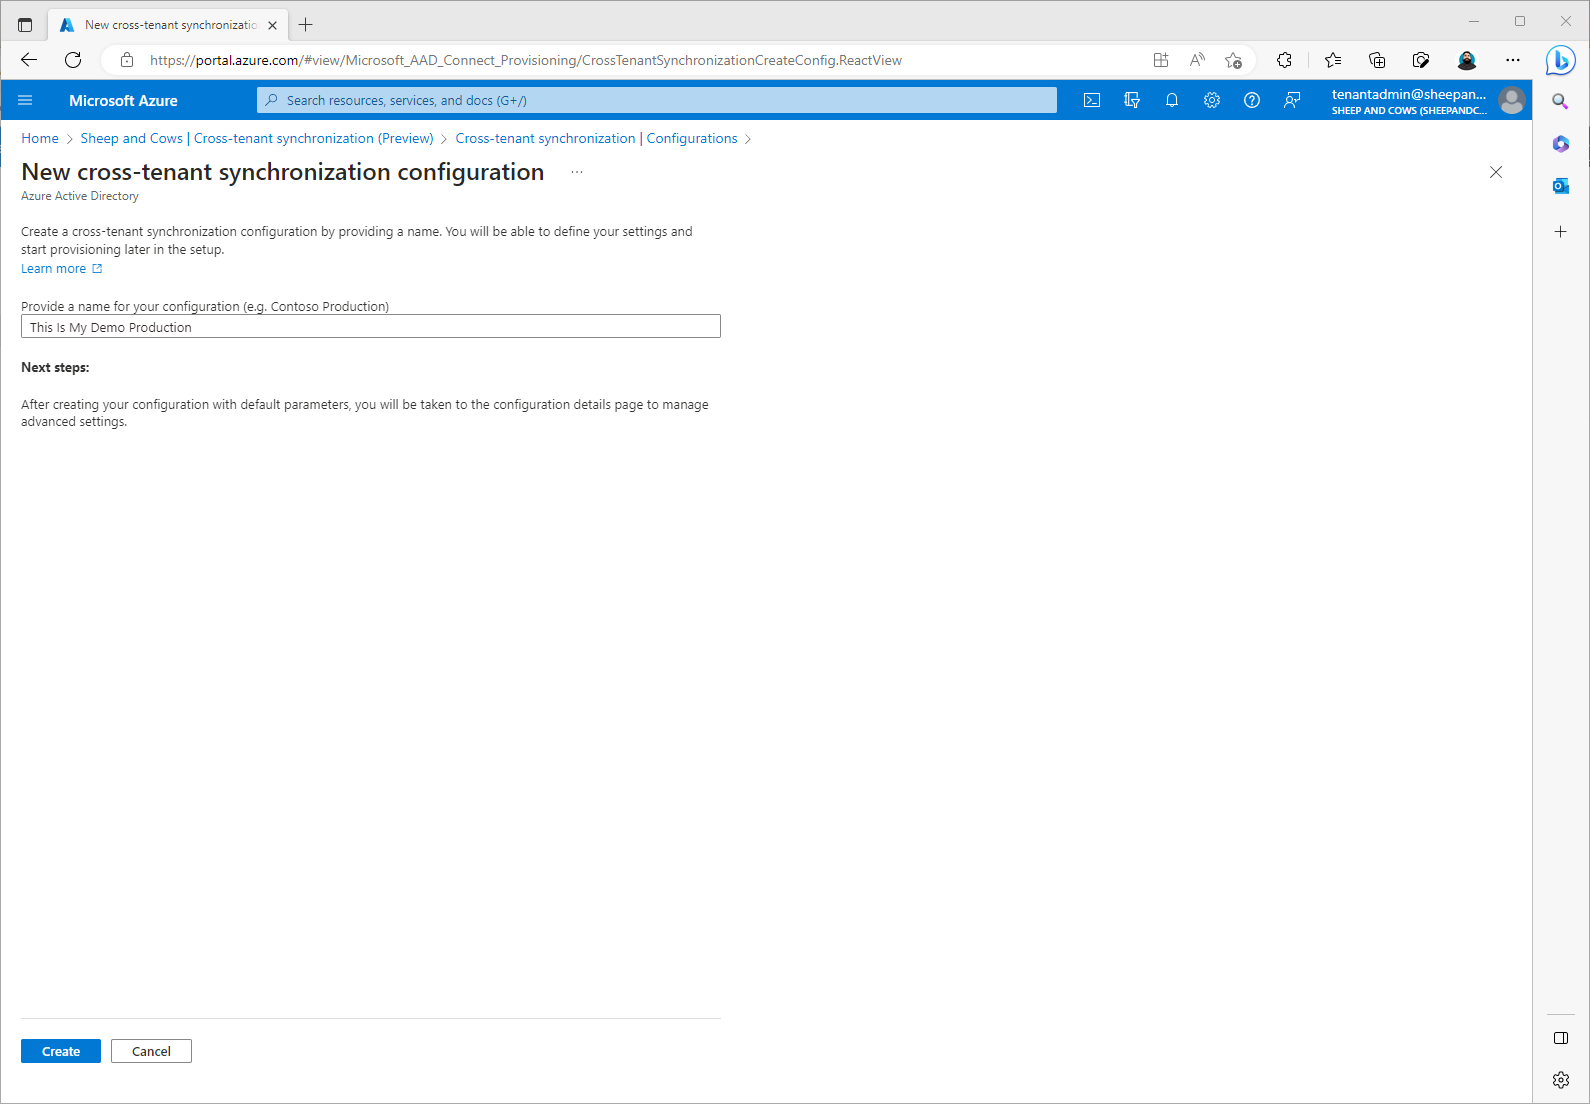 New cross-tenant synchronizatio
https://portal.azure.com/#view/Microsoft_AAD_Connect_Provisioning/CrossTenantSynchronizationCreateConfig.ReactView
Microsoft Azure
Search resources, services, and docs (G+/)
tenantadmin@sheepan...
SHEEP AND COWS (SHEEPANDC...
Home > Sheep and Cows | Cross-tenant synchronization (Preview) > Cross-tenant synchronization | Configurations >
New cross-tenant synchronization configuration ...
Azure Active Directory
Create a cross-tenant synchronization configuration by providing a name. You will be able to define your settings and
start provisioning later in the setup.
Learn more
Provide a name for your configuration (e.g. Contoso Production)
This Is My Demo Production
Next steps:
After creating your configuration with default parameters, you will be taken to the configuration details page to manage
advanced settings.
Create
Cancel